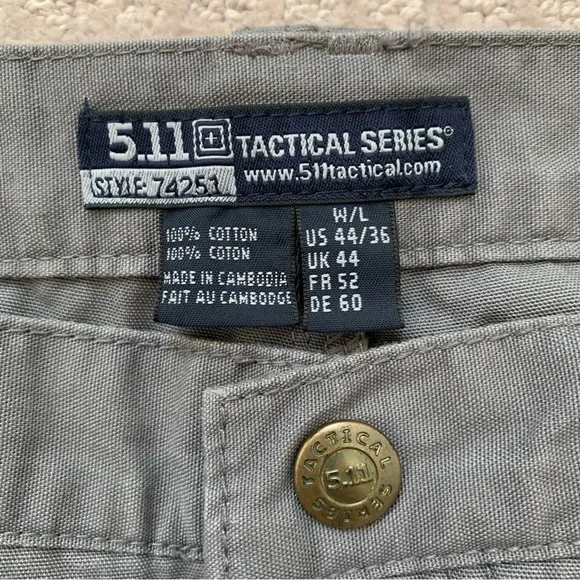 5.11 TACTICAL SERIES®
STYLE 74251 www.511tactical.com
100% COTTON
100% COTON
MADE IN CAMBODIA
FAIT AU CAMBODGE
W/L
US 44/36
UK 44
FR 52
DE 60
TACTICAL
5.11
SERIES